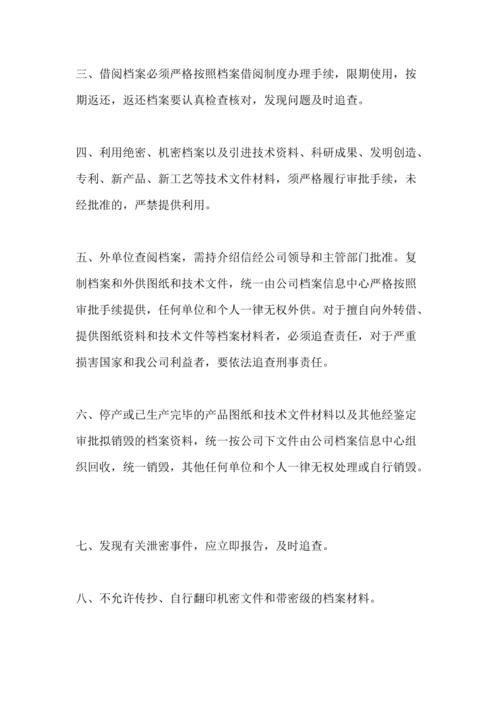 三、借阅档案必须严格按照档案借阅制度办理手续，限期使用，按
期返还，返还档案要认真检查核对，发现问题及时追查。
四、利用绝密、机密档案以及引进技术资料、科研成果、发明创造、
专利、新产品、新工艺等技术文件材料，须严格履行审批手续，未
经批准的，严禁提供利用。
五、外单位查阅档案，需持介绍信经公司领导和主管部门批准。复
制档案和外供图纸和技术文件，统一由公司档案信息中心严格按照
审批手续提供，任何单位和个人一律无权外供。对于擅自向外转借、
提供图纸资料和技术文件等档案材料者，必须追查责任，对于严重
损害国家和我公司利益者，要依法追查刑事责任。
六、停产或已生产完毕的产品图纸和技术文件材料以及其他经鉴定
审批拟销毁的档案资料，统一按公司下文件由公司档案信息中心组
织回收，统一销毁，其他任何单位和个人一律无权处理或自行销毁。
七、发现有关泄密事件，应立即报告，及时追查。
八、不允许传抄、自行翻印机密文件和带密级的档案材料。